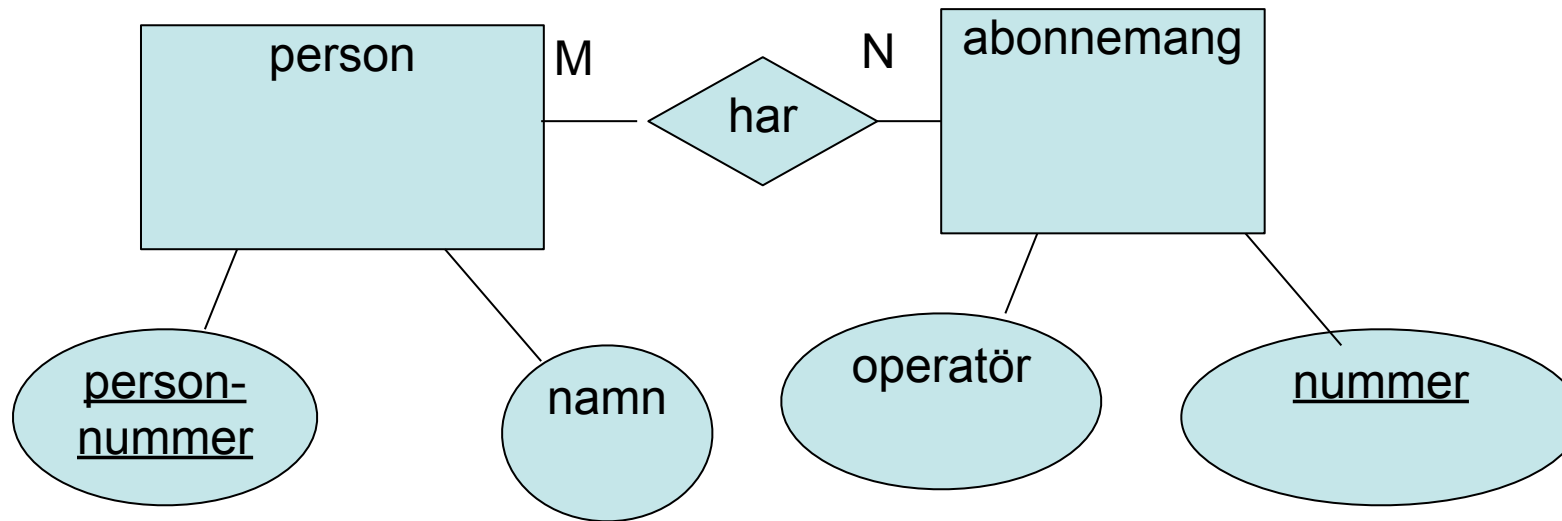 person
M
har
N
abonnemang
person-
nummer
namn
operatör
nummer